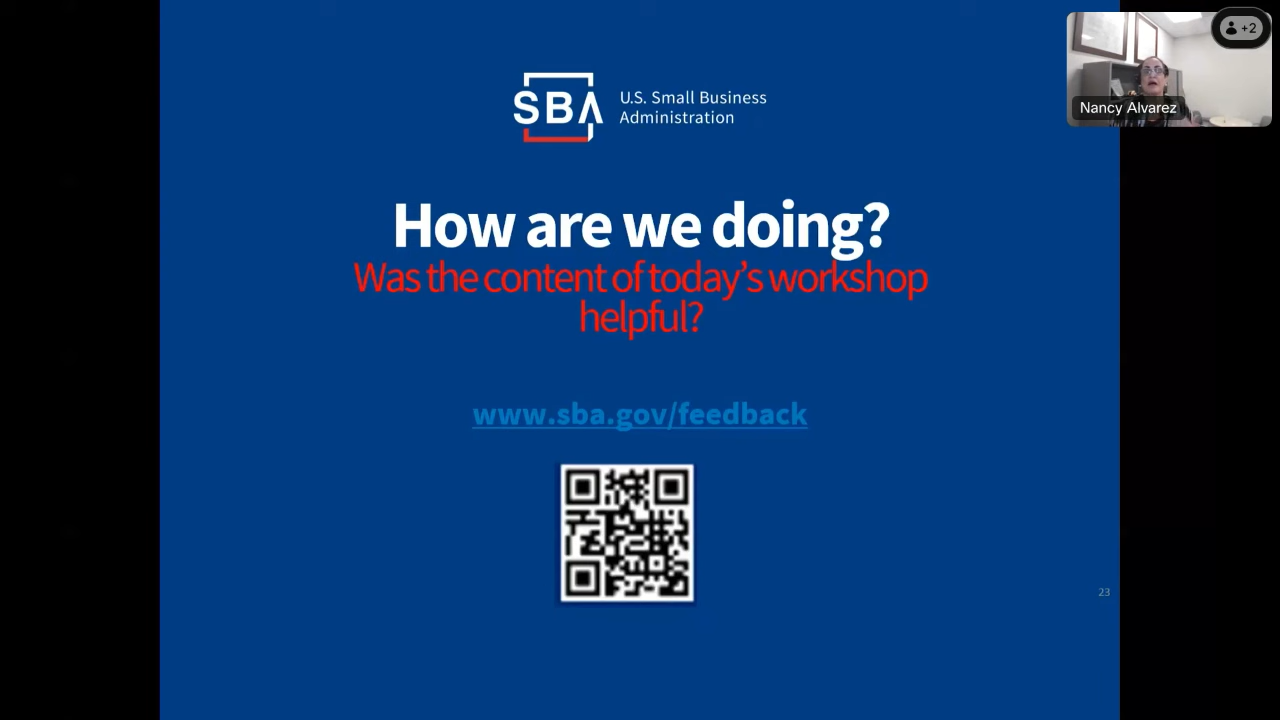 SBA
U.S. Small Business
Administration
How are we doing?
Was the content of today’s workshop
helpful?
www.sba.gov/feedback
23
+2
Nancy Alvarez